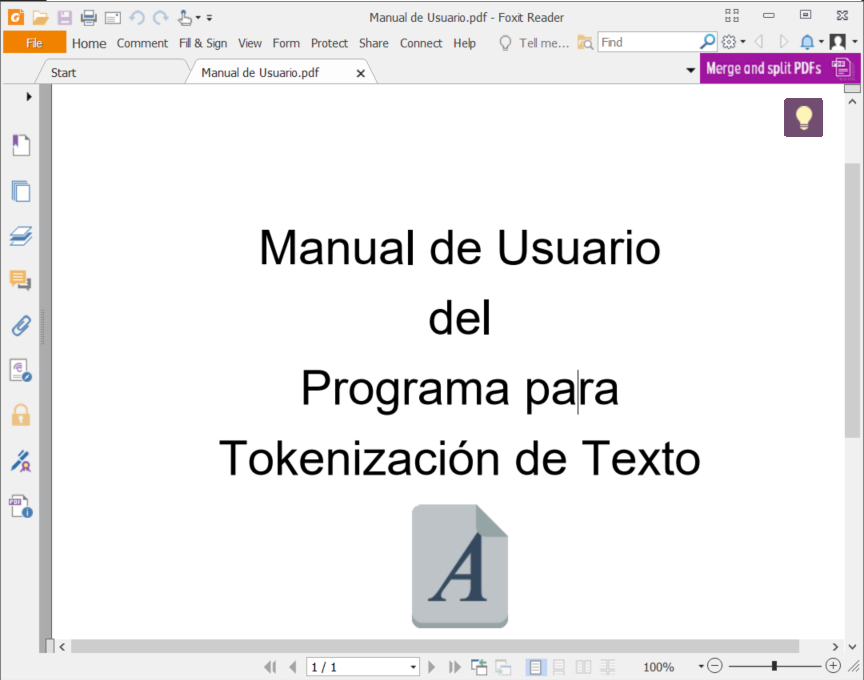 Manual de Usuario.pdf - Foxit Reader
File Home Comment Fill & Sign View Form Protect Share Connect Help Tell me... Find
Start Manual de Usuario.pdf Merge and split PDFs
Manual de Usuario
del
Programa para
Tokenización de Texto
A
1 / 1 100%